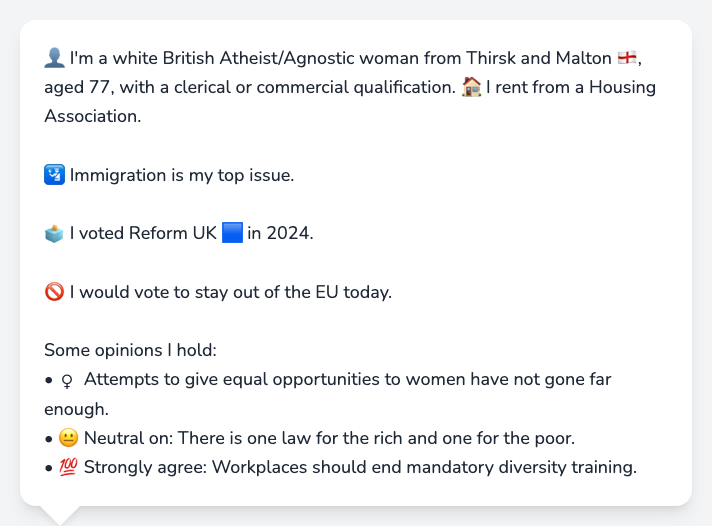 👤 I'm a white British Atheist/Agnostic woman from Thirsk and Malton 🏴󠁧󠁢󠁥󠁮󠁧󠁿,
aged 77, with a clerical or commercial qualification. 🏠 I rent from a Housing
Association.
🛂 Immigration is my top issue.
🗳️ I voted Reform UK 🟦 in 2024.
🚫 I would vote to stay out of the EU today.
Some opinions I hold:
• ♀ Attempts to give equal opportunities to women have not gone far
enough.
• 😐 Neutral on: There is one law for the rich and one for the poor.
• 💯 Strongly agree: Workplaces should end mandatory diversity training.